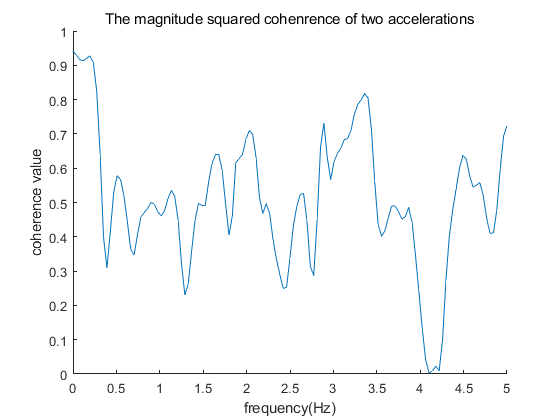 The magnitude squared cohenrence of two accelerations
1
0.9
0.8
0.7
0.6
0.5
0.4
0.3
0.2
0.1
0
coherence value
0 0.5 1 1.5 2 2.5 3 3.5 4 4.5 5
frequency(Hz)